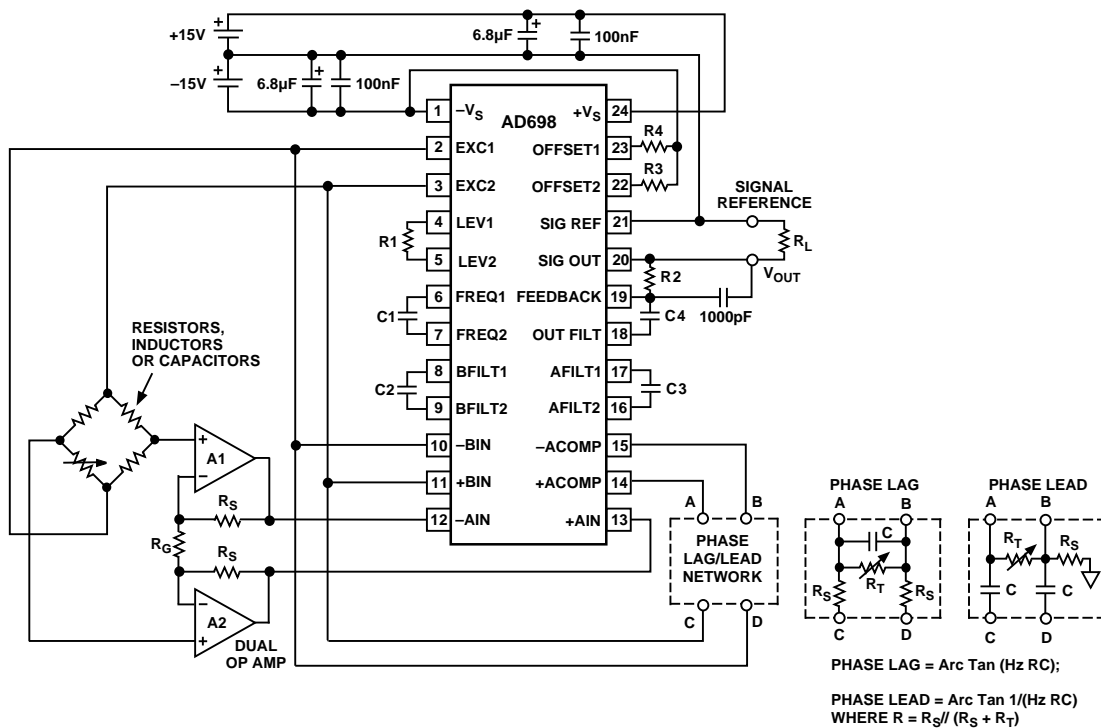 +15V
6.8µF
100nF
–15V
6.8µF
100nF
AD698
1 –VS
+VS 24
R4
2 EXC1
OFFSET1 23
R3
3 EXC2
OFFSET2 22
SIGNAL
REFERENCE
4 LEV1
SIG REF 21
R1
RL
5 LEV2
SIG OUT 20
R2
VOUT
6 FREQ1
FEEDBACK 19
C1
C4
1000pF
7 FREQ2
OUT FILT 18
RESISTORS,
INDUCTORS
OR CAPACITORS
8 BFILT1
AFILT1 17
C2
C3
9 BFILT2
AFILT2 16
10 –BIN
–ACOMP 15
A1
11 +BIN
+ACOMP 14
A
B
RS
12 –AIN
+AIN 13
RG
RS
PHASE
LAG/LEAD
NETWORK
C
D
A2
DUAL
OP AMP
PHASE LAG
A
B
C
RT
RS
RS
C
D
PHASE LEAD
A
B
RT
RS
C
C
C
D
PHASE LAG = Arc Tan (Hz RC);
PHASE LEAD = Arc Tan 1/(Hz RC)
WHERE R = RS// (RS + RT)